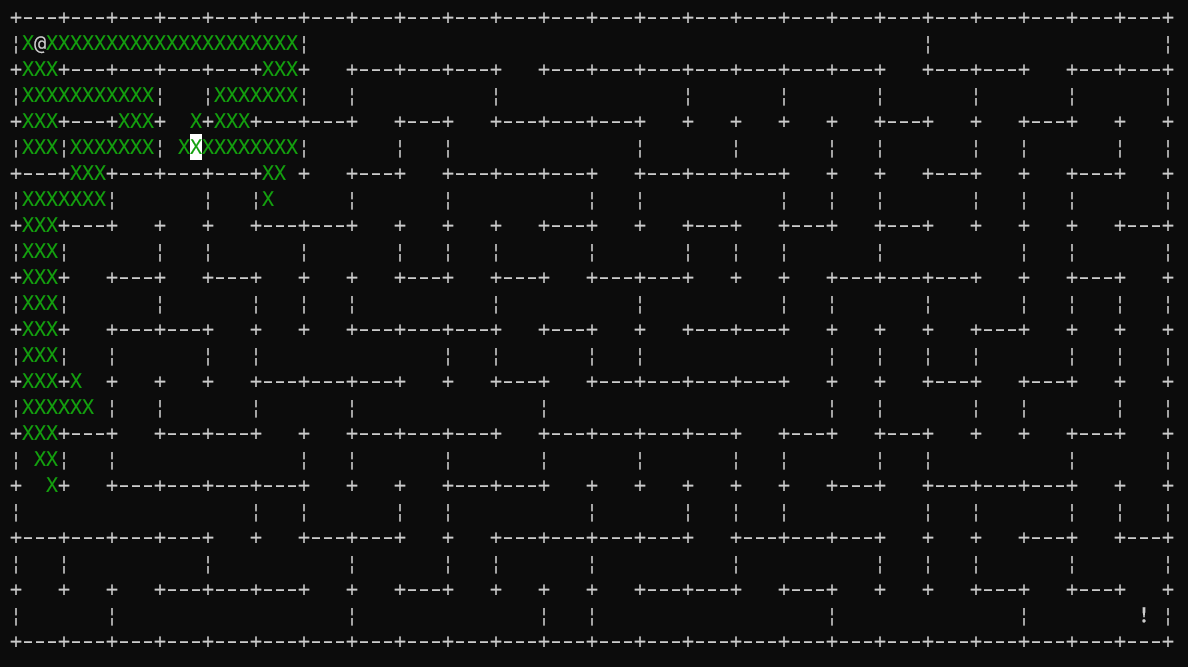 +---+---+---+---+---+---+---+---+---+---+---+---+---+---+---+---+---+---+---+---+---+---+---+---+
|X@XXXXXXXXXXXXXXXXXXXXX|                                                   |                   |
+XXX+---+---+---+---+XXX+   +---+---+---+   +---+---+---+---+---+---+---+   +---+---+   +---+---+
|XXXXXXXXXXX|   |XXXXXXX|   |           |               |       |       |               |       |
+XXX+---+XXX+  X+XXX+---+---+   +---+   +---+---+---+   +   +   +   +   +---+   +   +---+   +   +
|XXX|XXXXXXX| XXXXXXXXXX|       |   |                       |       |   |       |       |       |
+---+XXX+---+---+---+XX +   +---+   +---+---+---+   +---+---+---+---+   +   +---+   +   +---+   +
|XXXXXXX|       |   |X      |       |           |   |           |       |       |   |           |
+XXX+---+   +   +   +---+---+   +   +   +   +---+   +   +---+   +---+   +---+   +   +   +   +---+
|XXX|       |   |       |       |   |   |       |       |       |       |           |   |       |
+XXX+   +---+   +---+   +   +   +---+   +---+   +---+---+   +   +   +---+---+---+   +   +   +   +
|XXX|       |       |   |   |           |           |           |   |       |       |   |   |   |
+XXX+   +---+---+   +   +   +---+---+---+   +---+   +   +---+---+   +   +   +   +---+   +   +   +
|XXX|   |       |   |               |           |   |               |   |   |           |   |   |
+XXX+X  +   +   +   +---+---+---+   +   +   +---+   +---+---+---+   +   +---+   +   +---+   +   +
|XXXXXX |   |       |       |               |                       |   |       |   |       |   |
+XXX+---+   +---+---+   +   +---+---+---+   +---+---+---+---+   +---+   +---+   +   +   +---+   +
| XX|   |               |   |       |       |       |       |       |   |               |       |
+  X+   +---+---+---+---+   +   +   +---+---+   +   +   +   +   +---+   +---+---+---+   +   +   +
|                   |   |       |   |           |       |   |   |           |   |           |   |
+---+---+---+---+   +   +---+---+   +   +---+---+---+---+   +---+---+---+   +   +   +---+   +---+
|   |           |           |       |           |           |           |   |           |       |
+   +   +   +---+---+---+   +   +---+   +   +   +   +---+---+   +---+   +   +   +---+   +---+   +
|       |                   |               |   |                   |               |         ! |
+---+---+---+---+---+---+---+---+---+---+---+---+---+---+---+---+---+---+---+---+---+---+---+---+